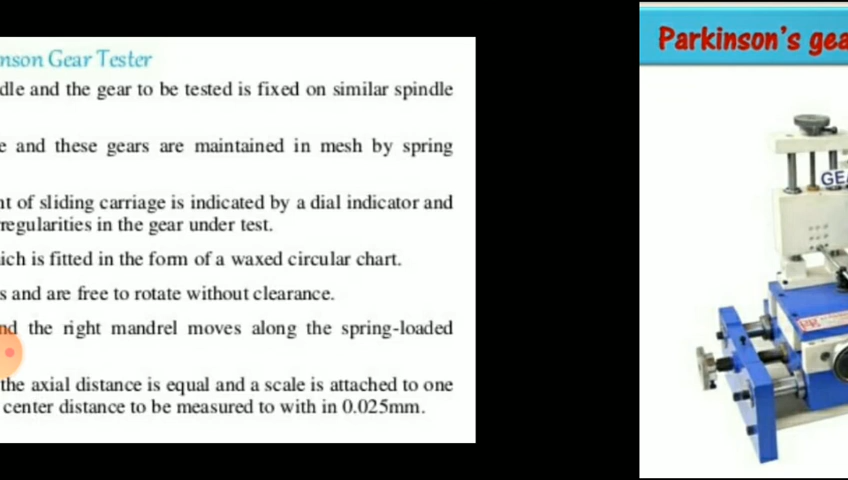 nson Gear Tester
dle and the gear to be tested is fixed on similar spindle
e and these gears are maintained in mesh by spring
nt of sliding carriage is indicated by a dial indicator and
rregularities in the gear under test.
ich is fitted in the form of a waxed circular chart.
s and are free to rotate without clearance.
nd the right mandrel moves along the spring-loaded
the axial distance is equal and a scale is attached to one
center distance to be measured to with in 0.025mm.
Parkinson's gea
GEA